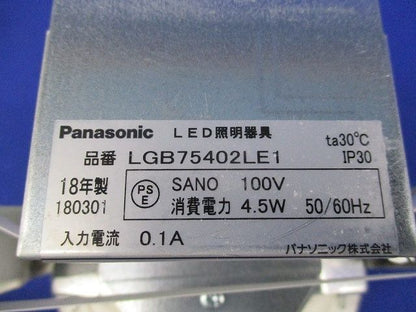 Panasonic LED照明器具 ta30℃
品番 LGB75402LE1 IP30
18年製 PSE SANO 100V
180301 消費電力 4.5W 50/60Hz
入力電流 0.1A
パナソニック株式会社